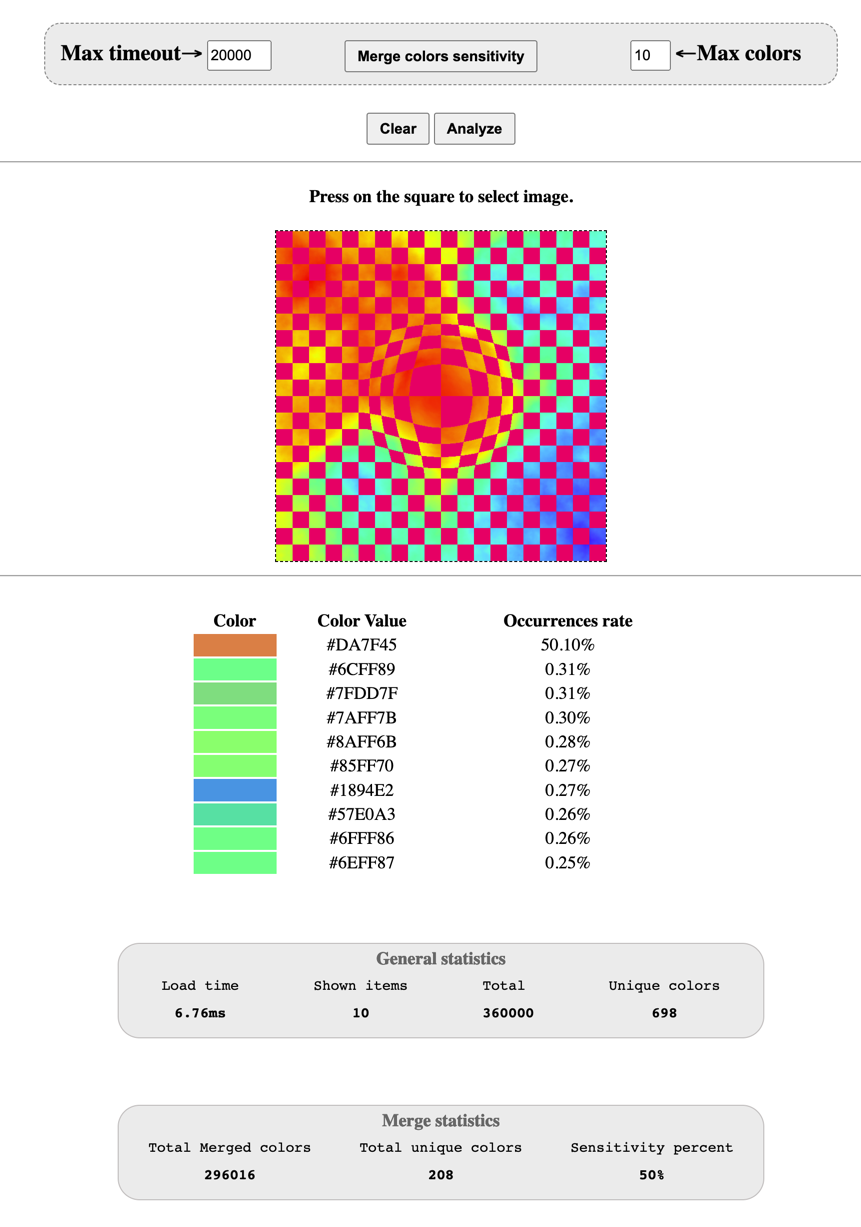 Max timeout→ 20000 Merge colors sensitivity 10 ←Max colors
Clear Analyze
Press on the square to select image.
Color Color Value Occurrences rate
#DA7F45 50.10%
#6CFF89 0.31%
#7FDD7F 0.31%
#7AFF7B 0.30%
#8AFF6B 0.28%
#85FF70 0.27%
#1894E2 0.27%
#57E0A3 0.26%
#6FFF86 0.26%
#6EFF87 0.25%
General statistics
Load time Shown items Total Unique colors
6.76ms 10 360000 698
Merge statistics
Total Merged colors Total unique colors Sensitivity percent
296016 208 50%